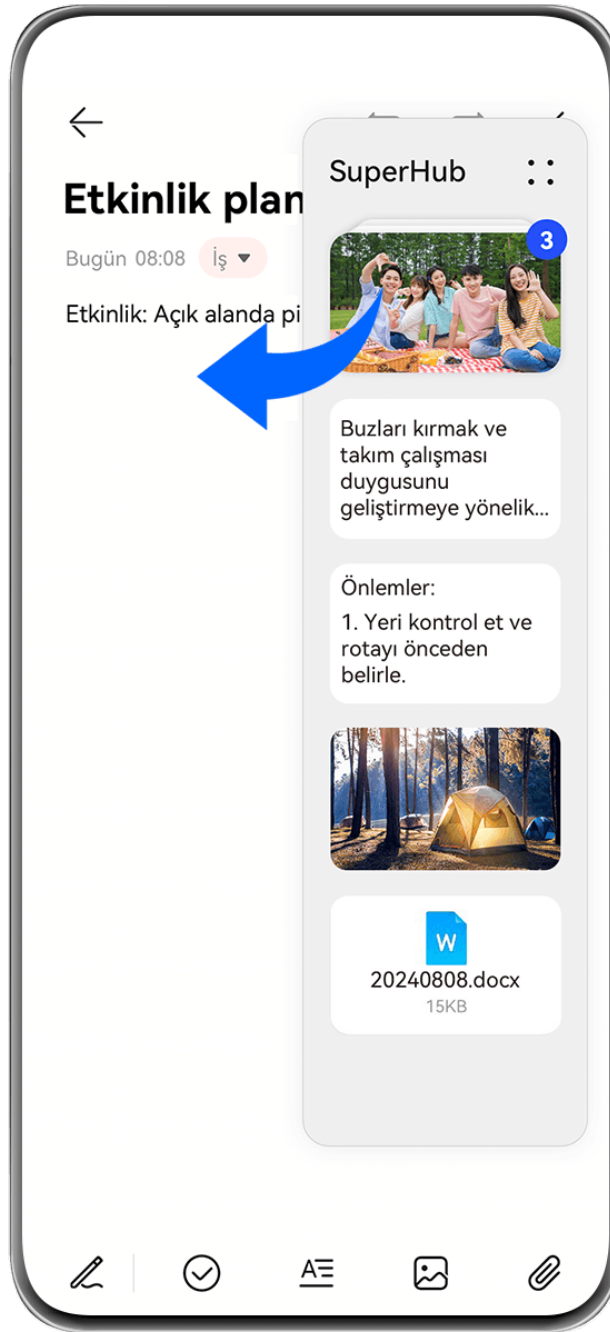 Etkinlik plan
Bugün 08:08 İş
Etkinlik: Açık alanda
SuperHub
3
Buzları kırmak ve
takım çalışması
duygusunu
geliştirmeye yönelik...
Önlemler:
1. Yeri kontrol et ve
rotayı önceden
belirle.
W
20240808.docx
15KB
A